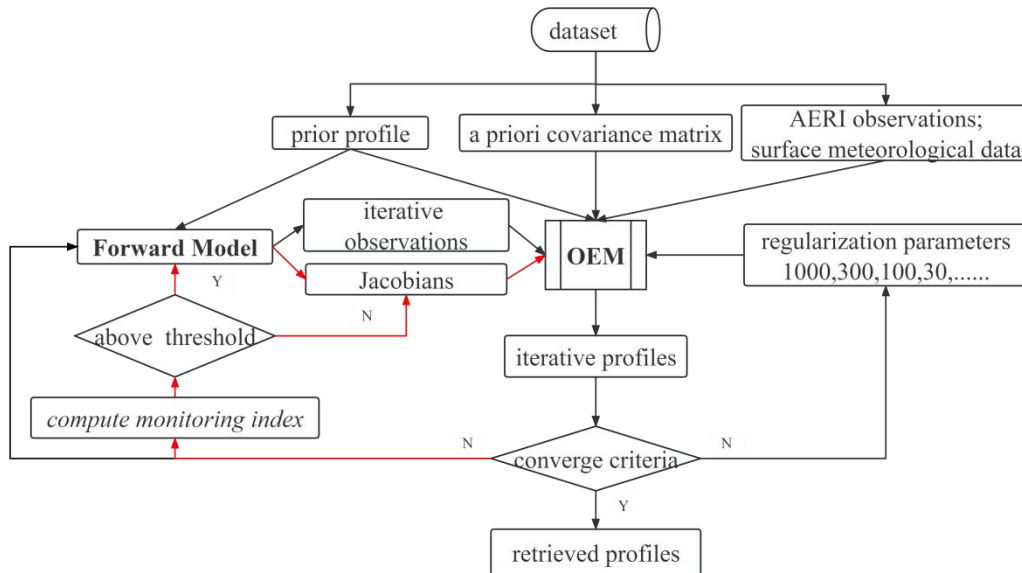 dataset
prior profile
a priori covariance matrix
AERI observations;
surface meteorological data
Forward Model
iterative
observations
Jacobians
OEM
regularization parameters
1000,300,100,30,......
Y
N
above threshold
iterative profiles
compute monitoring index
N
converge criteria
N
Y
retrieved profiles